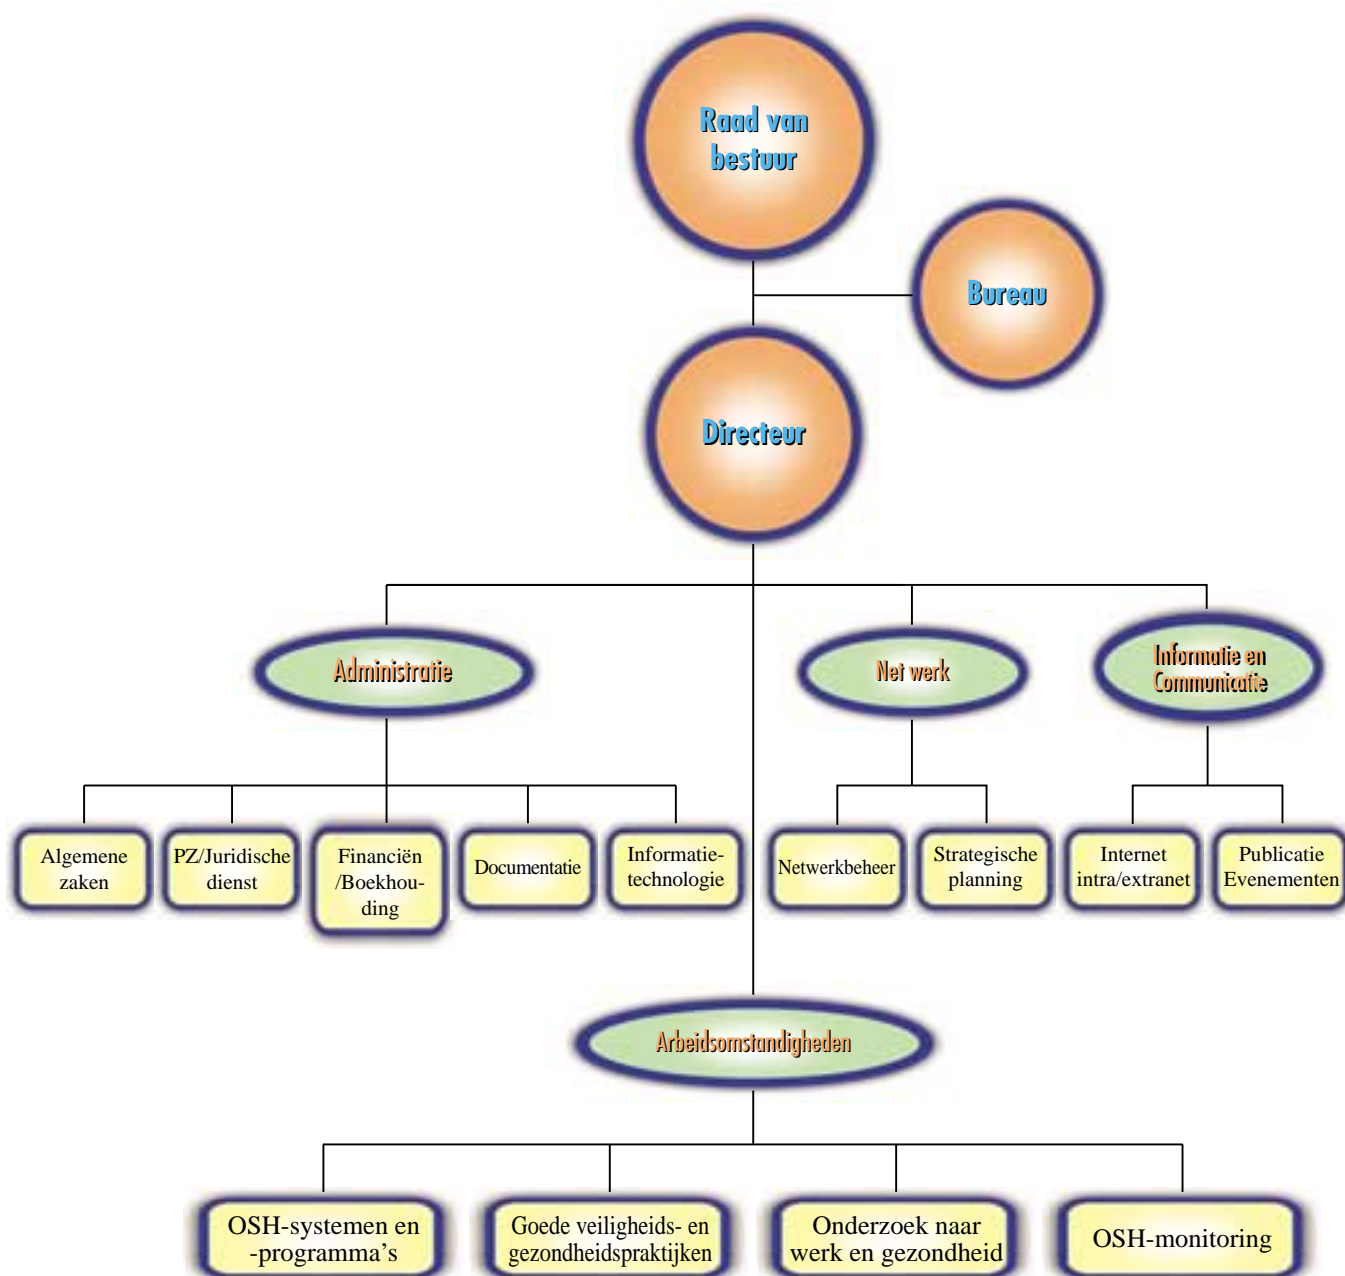 Raad van
bestuur
Bureau
Directeur
Administratie
Net werk
Informatie en
Communicatie
Algemene
zaken
PZ/Juridische
dienst
Financiën
/Boekhou-
ding
Documentatie
Informatie-
technologie
Netwerkbeheer
Strategische
planning
Internet
intra/extranet
Publicatie
Evenementen
Arbeidsomstandigheden
OSH-systemen en
-programma’s
Goede veiligheids- en
gezondheidspraktijken
Onderzoek naar
werk en gezondheid
OSH-monitoring